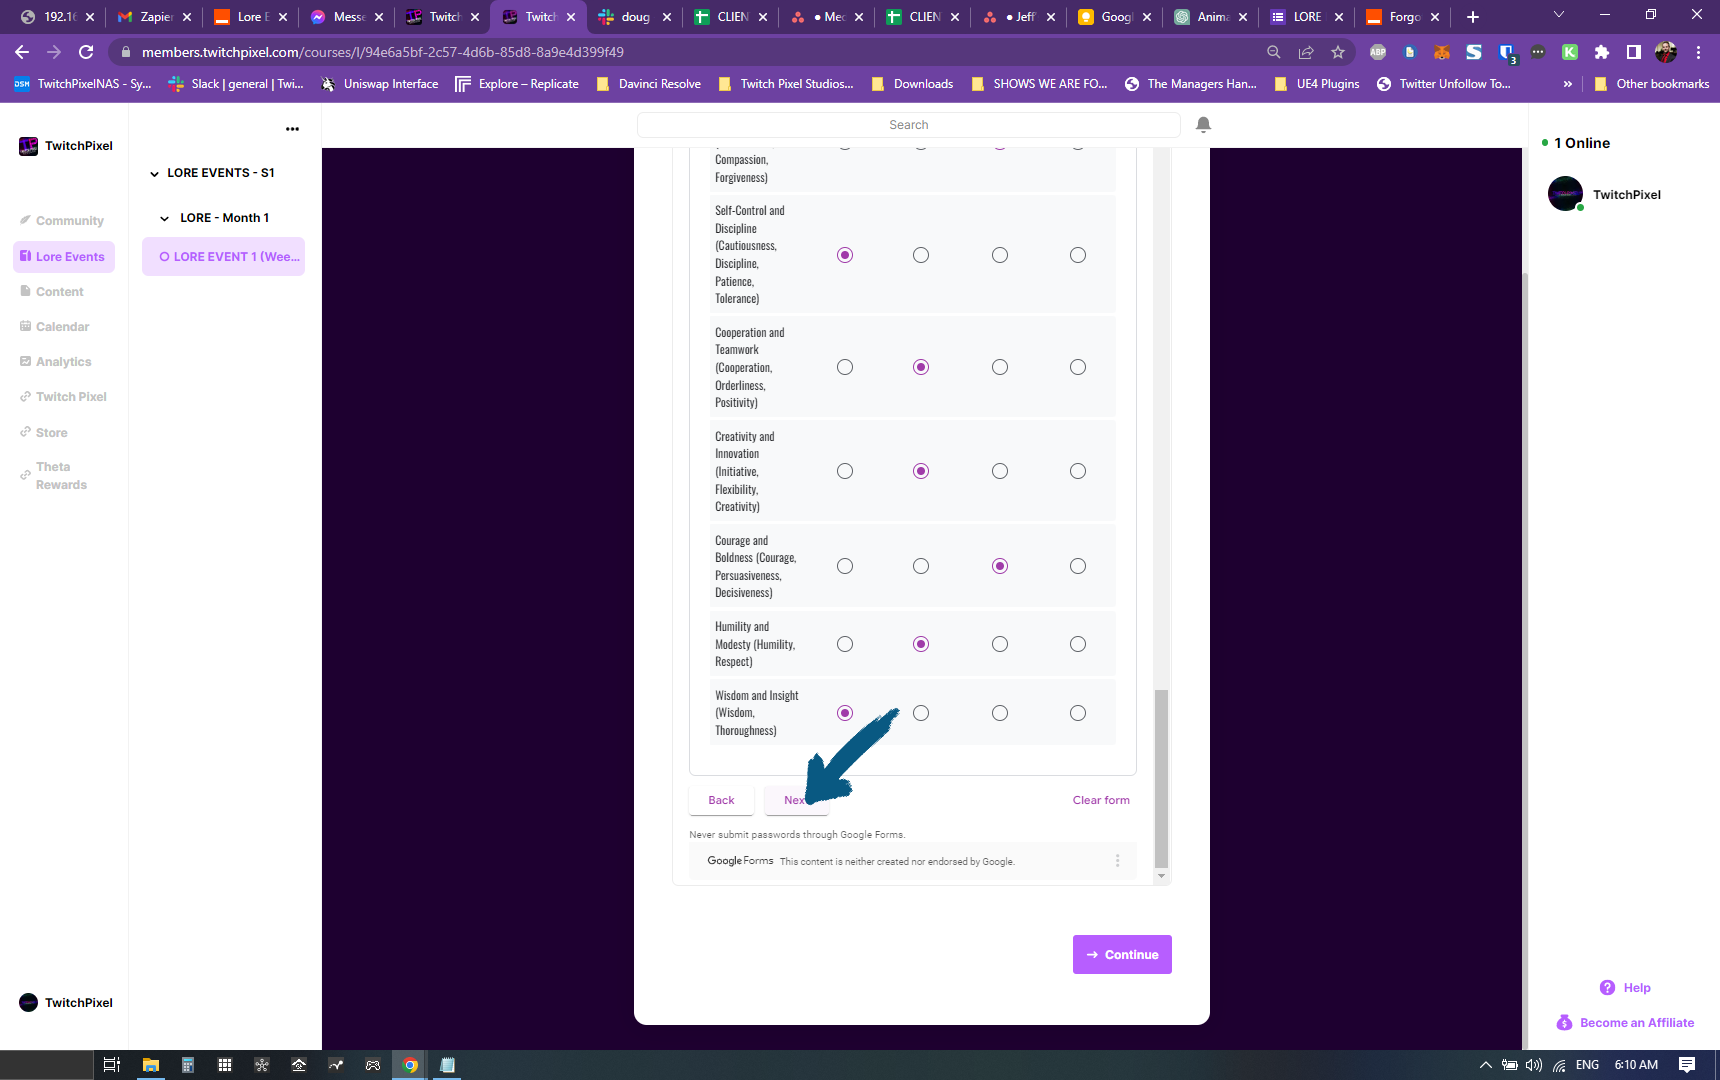 192.16
Zapier
Lore E
Messe
Twitch
Twitch
doug
CLIEN
Mec
CLIEN
Jeff
Googl
Anima
LORE
Forgo
members.twitchpixel.com/courses/l/94e6a5bf-2c57-4d6b-85d8-8a9e4d399f49
ABP
3
K
DSM
TwitchPixelNAS - Sy...
Slack | general | Twi...
Uniswap Interface
Explore – Replicate
Davinci Resolve
Twitch Pixel Studios...
Downloads
SHOWS WE ARE FO...
The Managers Han...
UE4 Plugins
Twitter Unfollow To...
»
Other bookmarks
TwitchPixel
Community
Lore Events
Content
Calendar
Analytics
Twitch Pixel
Store
Theta
Rewards
TwitchPixel
LORE EVENTS - S1
LORE - Month 1
LORE EVENT 1 (Wee...
Search
Compassion,
Forgiveness)
Self-Control and
Discipline
(Cautiousness,
Discipline,
Patience,
Tolerance)
Cooperation and
Teamwork
(Cooperation,
Orderliness,
Positivity)
Creativity and
Innovation
(Initiative,
Flexibility,
Creativity)
Courage and
Boldness (Courage,
Persuasiveness,
Decisiveness)
Humility and
Modesty (Humility,
Respect)
Wisdom and Insight
(Wisdom,
Thoroughness)
Back
Nex
Clear form
Never submit passwords through Google Forms.
Google Forms This content is neither created nor endorsed by Google.
→ Continue
1 Online
TwitchPixel
Help
Become an Affiliate
ENG
6:10 AM